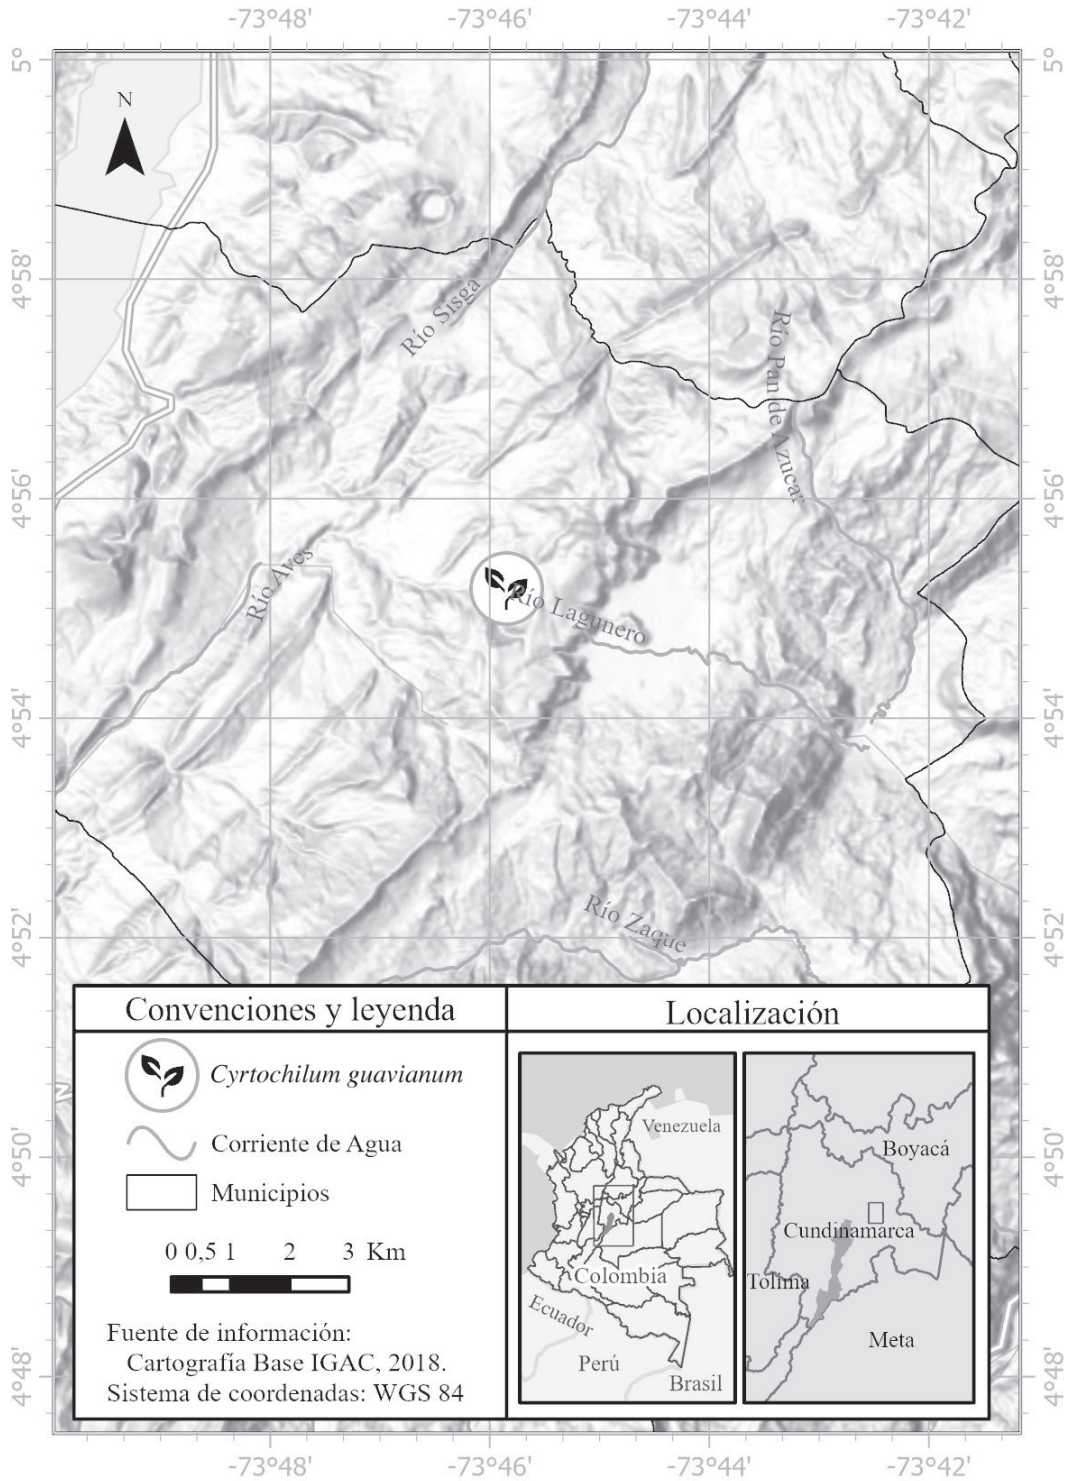 -73°48' -73°46' -73°44' -73°42'
5° 5°
N
4°58' 4°58'
Río Sisga
Río Pan de Azucar
4°56' 4°56'
Río Aves
Río Lagunero
4°54' 4°54'
Río Zaque
4°52' 4°52'
Convenciones y leyenda
Cyrtochilum guavianum
Corriente de Agua
Municipios
0 0,5 1 2 3 Km
Fuente de información:
Cartografía Base IGAC, 2018.
Sistema de coordenadas: WGS 84
Localización
Venezuela
Colombia
Ecuador
Perú
Brasil
Boyacá
Cundinamarca
Tolima
Meta
4°50' 4°50'
4°48' 4°48'
-73°48' -73°46' -73°44' -73°42'